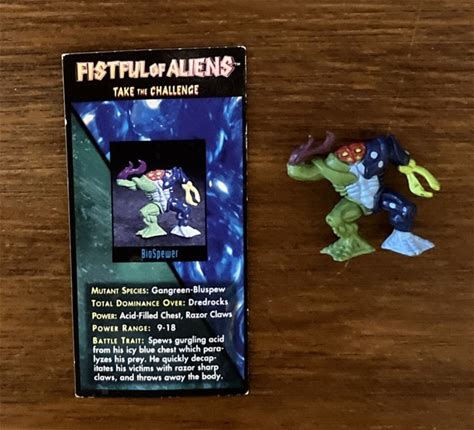 FISTFUL OF ALIENS™
TAKE THE CHALLENGE
BioSpewer
MUTANT SPECIES: Gangreen-Bluspew
TOTAL DOMINANCE OVER: Dredrocks
POWER: Acid-Filled Chest, Razor Claws
POWER RANGE: 9-18
BATTLE TRAIT: Spews gurgling acid
from his icy blue chest which para-
lyzes his prey. He quickly decap-
itates his victims with razor sharp
claws, and throws away the body.